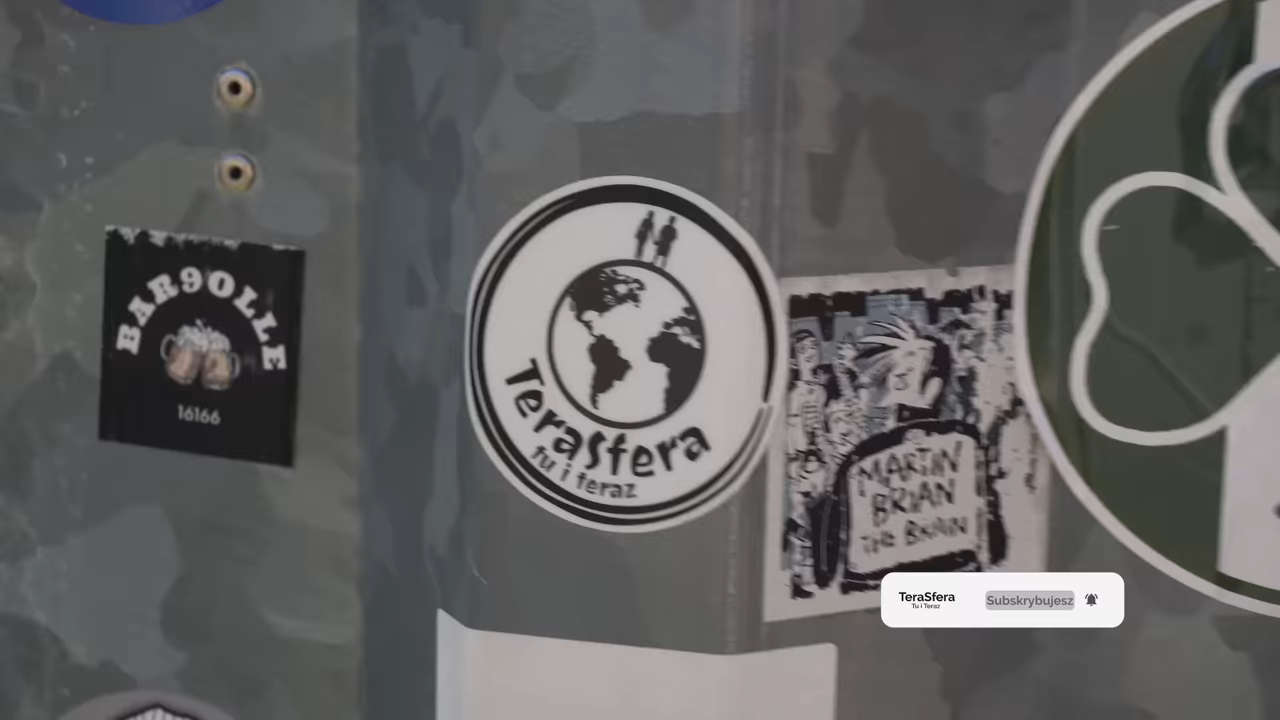 BAR9OLLE
16166
TeraSfera
tu i teraz
MARTIN
BRIAN
THE BRAIN
TeraSfera
Tu i Teraz
Subskrybujesz